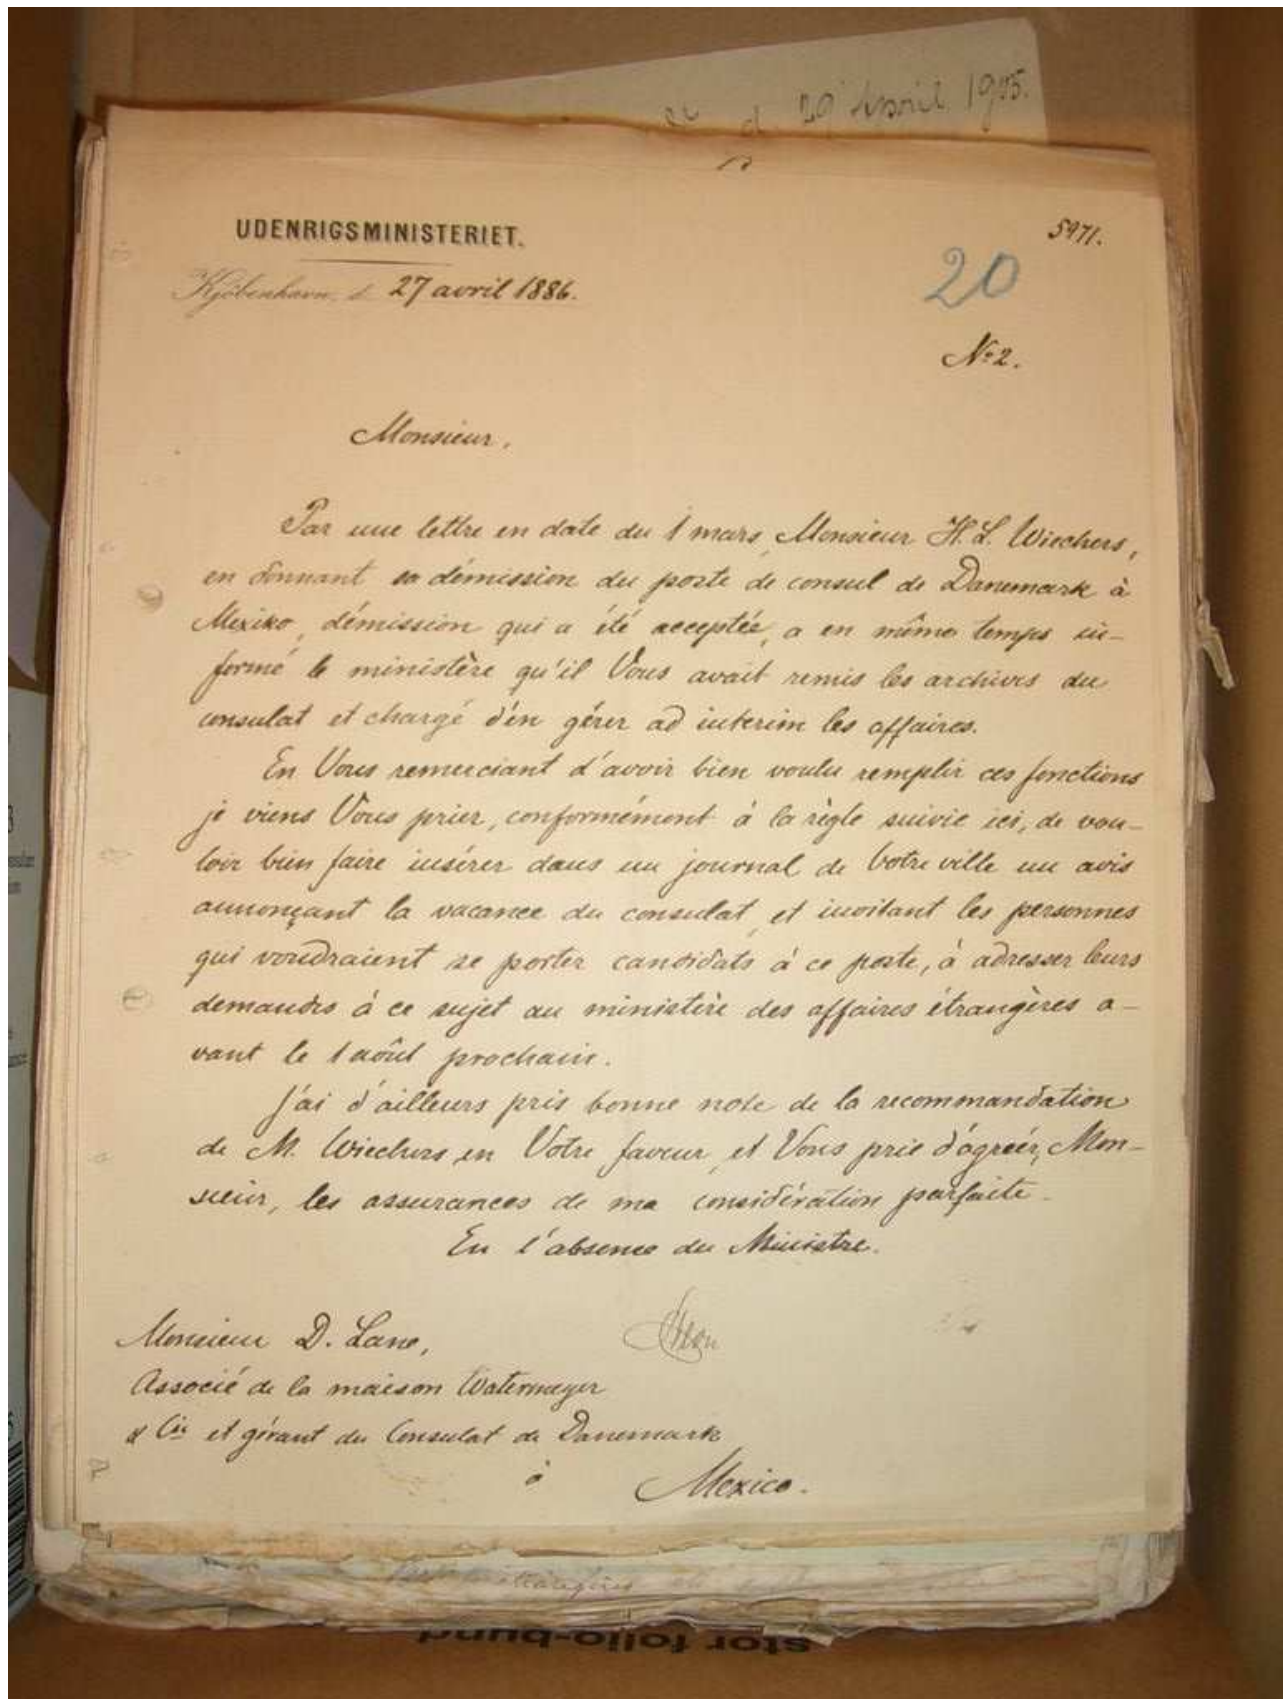 d. 29 April 1905.
UDENRIGSMINISTERIET.
5971.
Kjöbenhavn, d. 27 avril 1886.
20
No 2.
Monsieur,
Par une lettre en date du 1 mars, Monsieur H. L. Wiechers,
en donnant sa démission du poste de consul de Danemark à
Mexiko, démission qui a été acceptée, a en même temps in-
formé le ministère qu'il Vous avait remis les archives du
consulat et chargé d'en gérer ad interim les affaires.
En Vous remerciant d'avoir bien voulu remplir ces fonctions
je viens Vous prier, conformément à la règle suivie ici, de vou-
loir bien faire insérer dans un journal de Votre ville un avis
annonçant la vacance du consulat, et invitant les personnes
qui voudraient se porter candidats à ce poste, à adresser leurs
demandes à ce sujet au ministère des affaires étrangères a-
vant le 1 août prochain.
J'ai d'ailleurs pris bonne note de la recommandation
de M. Wiechers en Votre faveur, et Vous prie d'agréer, Mon-
sieur, les assurances de ma considération parfaite.
En l'absence du Ministre.
Monsieur D. Lane,
Associé de la maison Watermeyer
& Cie et gérant du Consulat de Danemark
à
Mexico.
étrangères
stor folio-bund